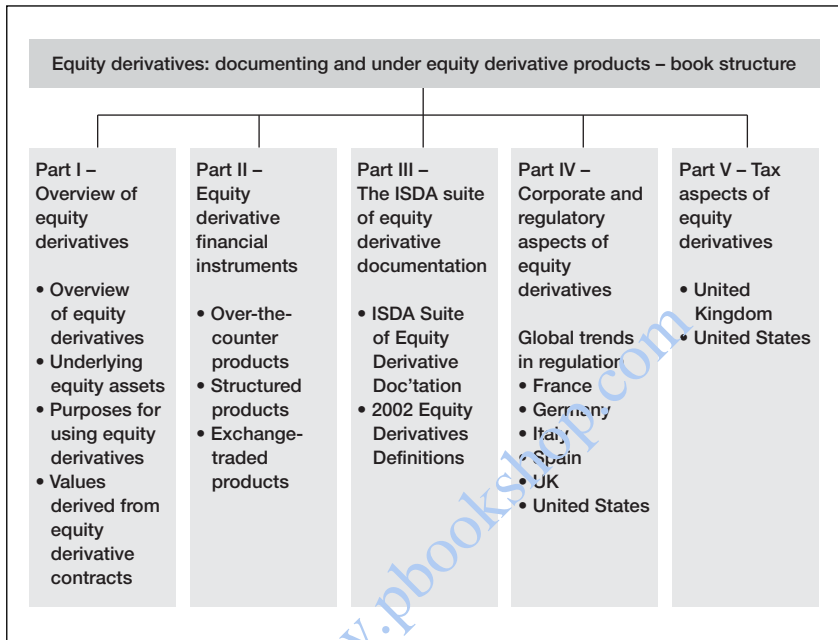 Equity derivatives: documenting and under equity derivative products – book structure
Part I –
Overview of
equity
derivatives
• Overview
of equity
derivatives
• Underlying
equity assets
• Purposes for
using equity
derivatives
• Values
derived from
equity
derivative
contracts
Part II –
Equity
derivative
financial
instruments
• Over-the-
counter
products
• Structured
products
• Exchange-
traded
products
Part III –
The ISDA suite
of equity
derivative
documentation
• ISDA Suite
of Equity
Derivative
Doc’tation
• 2002 Equity
Derivatives
Definitions
Part IV –
Corporate and
regulatory
aspects of
equity
derivatives
Global trends
in regulation
• France
• Germany
• Italy
• Spain
• UK
• United States
Part V – Tax
aspects of
equity
derivatives
• United
Kingdom
• United States
.pbookshop.com